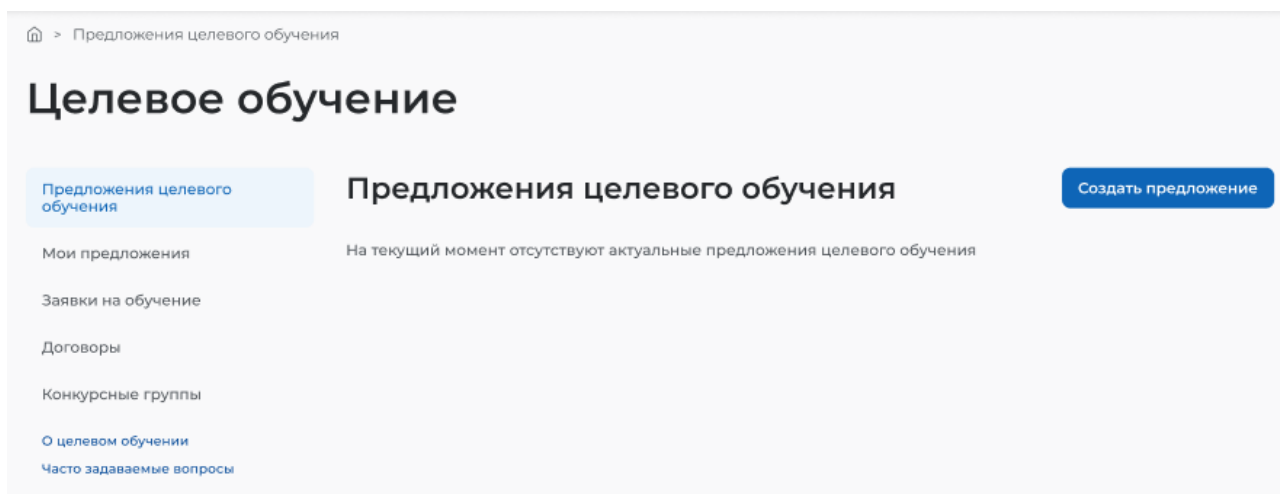 > Предложения целевого обучения
Целевое обучение
Предложения целевого
обучения
Мои предложения
Заявки на обучение
Договоры
Конкурсные группы
О целевом обучении
Часто задаваемые вопросы
Предложения целевого обучения
Создать предложение
На текущий момент отсутствуют актуальные предложения целевого обучения